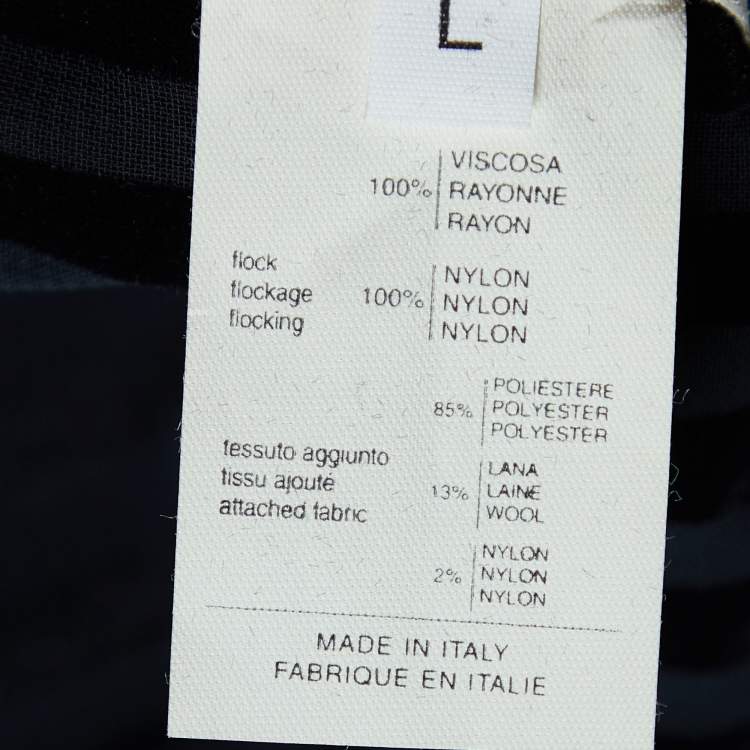 L
VISCOSA
100% RAYONNE
RAYON
flock NYLON
flockage 100% NYLON
flocking NYLON
POLIESTERE
85% POLYESTER
POLYESTER
tessuto aggiunto LANA
tissu ajouté 13% LAINE
attached fabric WOOL
NYLON
2% NYLON
NYLON
MADE IN ITALY
FABRIQUE EN ITALIE